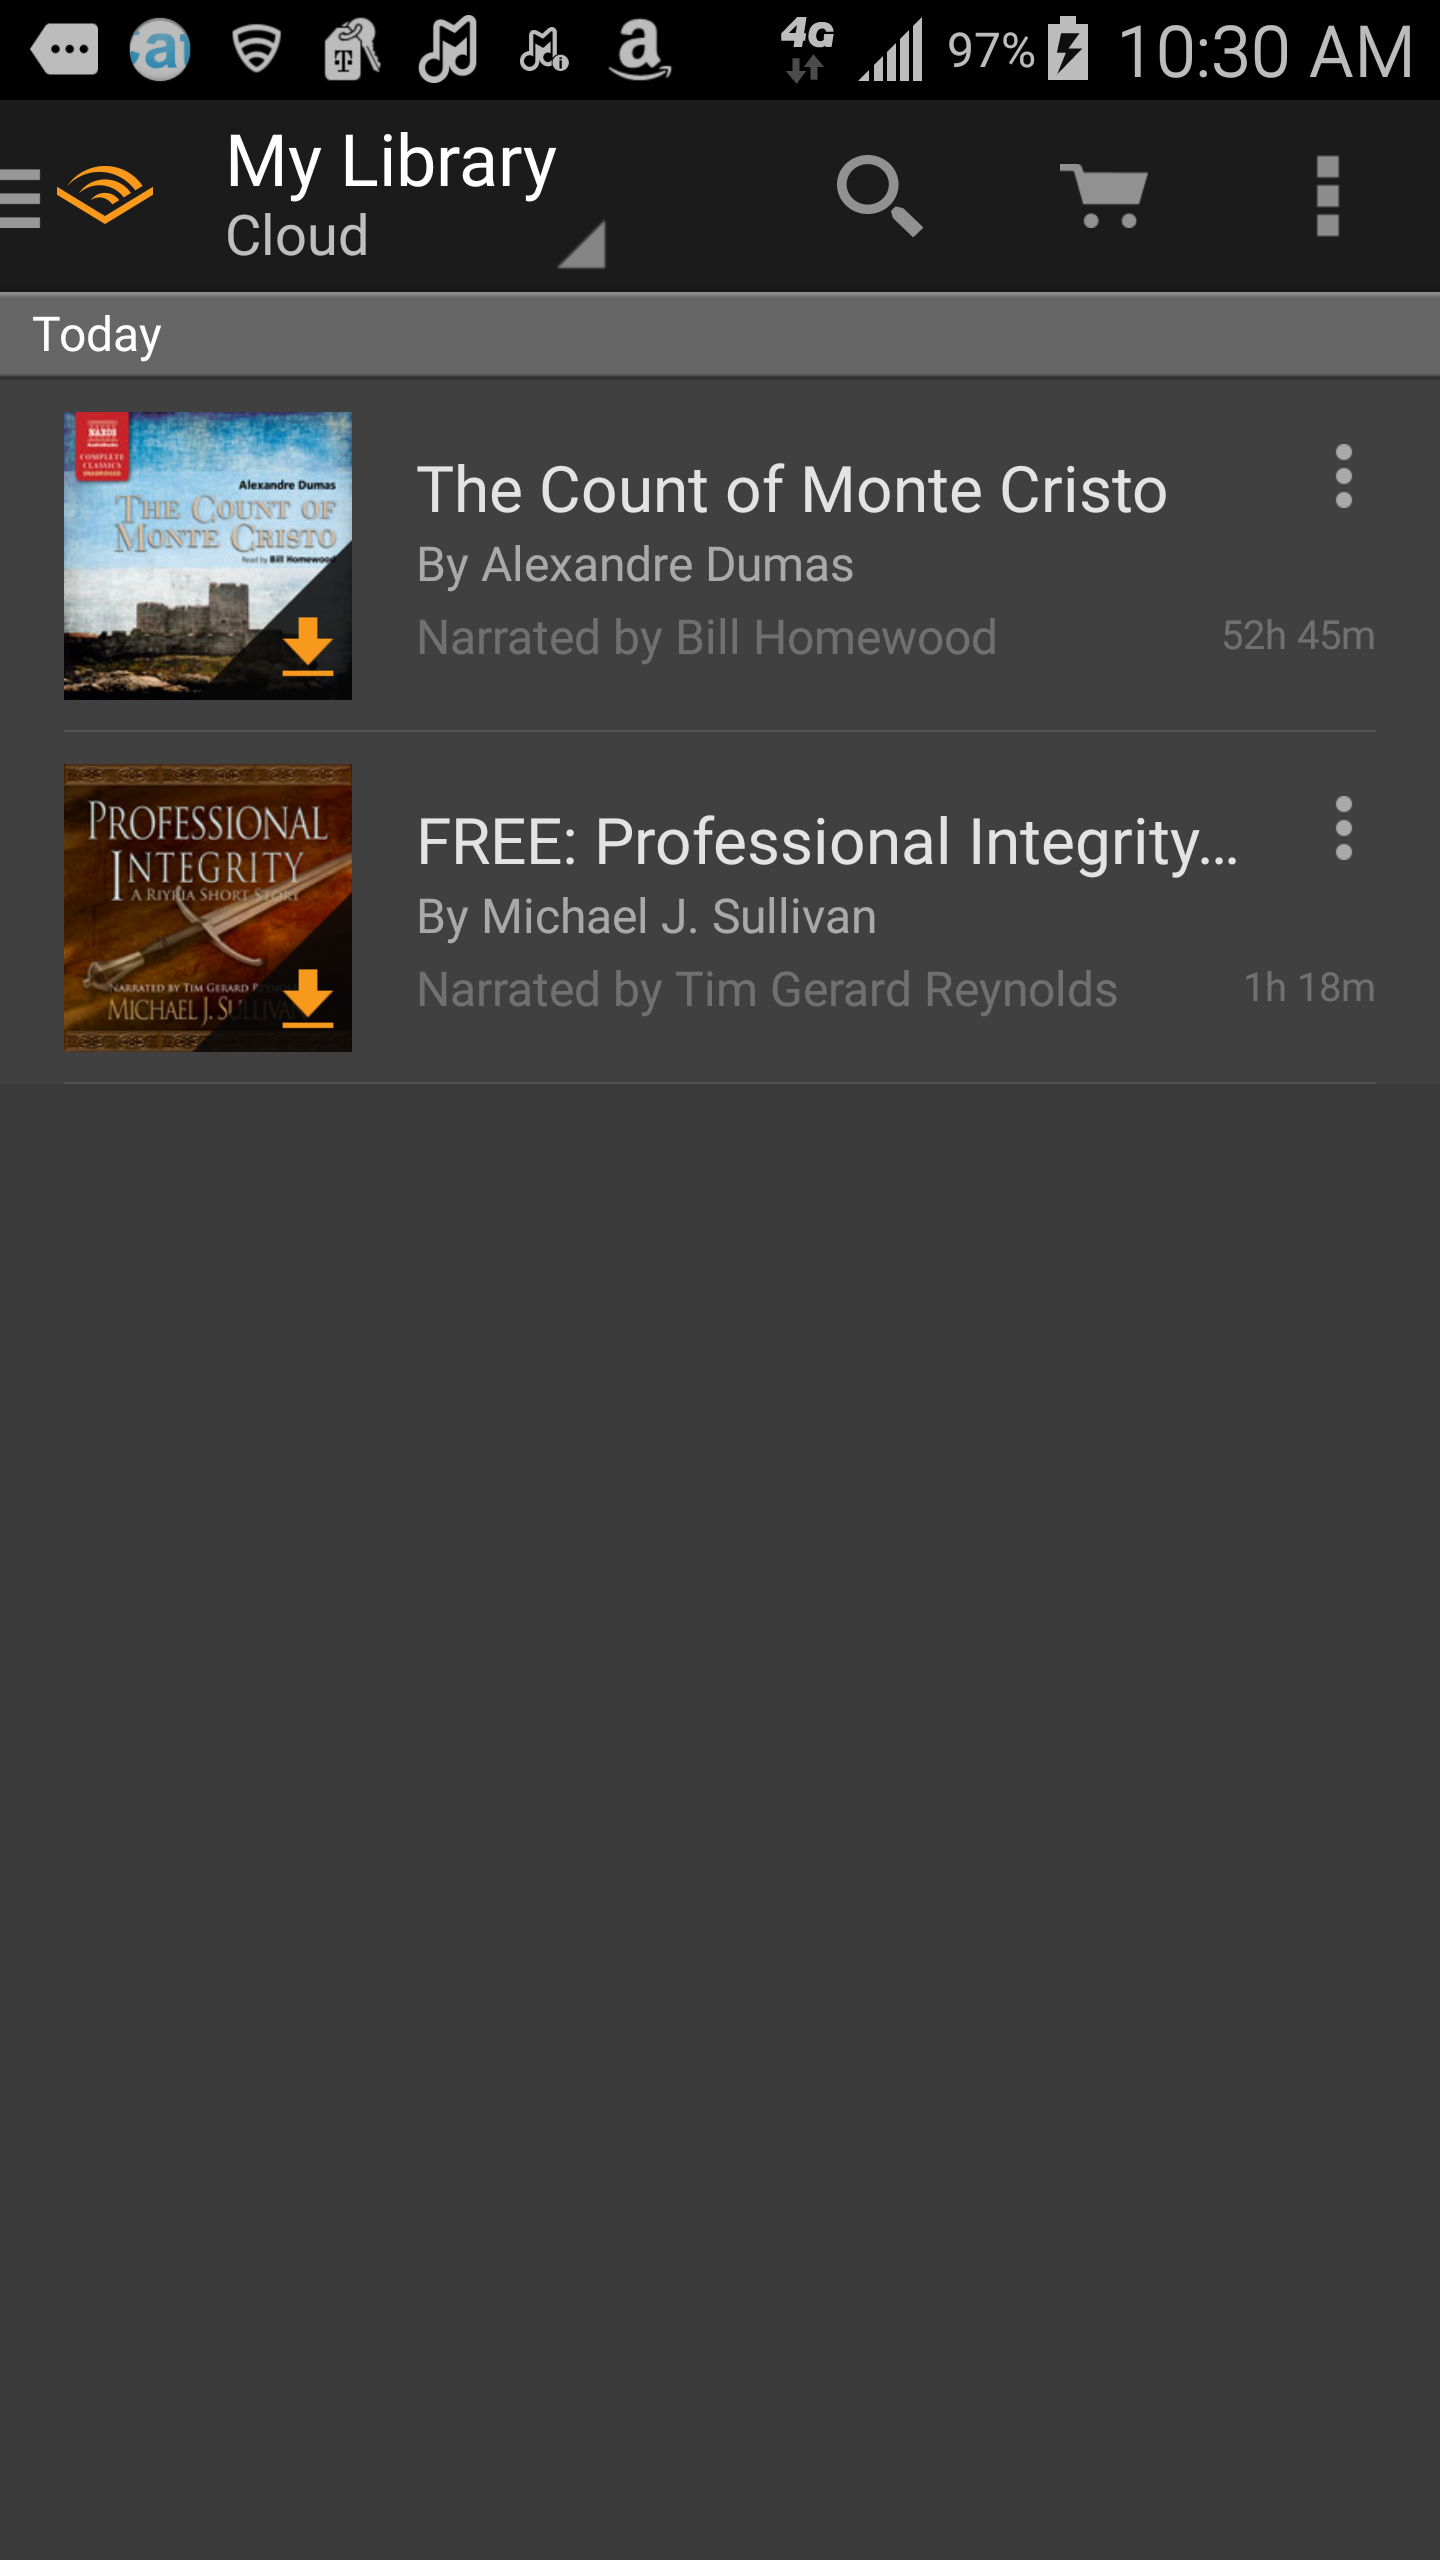 4G 97% 10:30 AM
My Library
Cloud
Today
NAXOS
AudioBooks
COMPLETE
CLASSICS
UNABRIDGED
Alexandre Dumas
THE COUNT OF
MONTE CRISTO
Read by Bill Homewood
The Count of Monte Cristo
By Alexandre Dumas
Narrated by Bill Homewood 52h 45m
PROFESSIONAL
INTEGRITY
A RIYRIA SHORT STORY
NARRATED BY TIM GERARD
MICHAEL J. SULLIVAN
FREE: Professional Integrity...
By Michael J. Sullivan
Narrated by Tim Gerard Reynolds 1h 18m